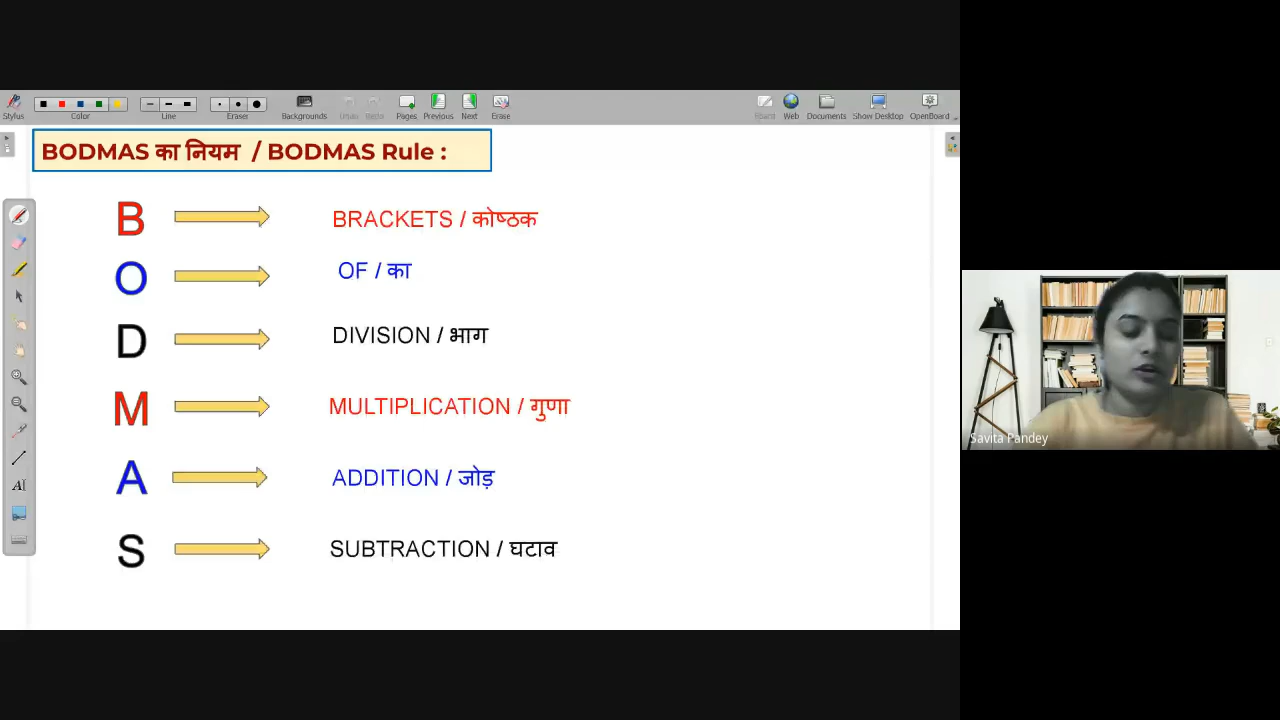 Stylus
Color
Line
Eraser
Backgrounds
Undo
Redo
Pages
Previous
Next
Erase
Board
Web
Documents
Show Desktop
OpenBoard
BODMAS का नियम / BODMAS Rule :
B BRACKETS / कोष्ठक
O OF / का
D DIVISION / भाग
M MULTIPLICATION / गुणा
A ADDITION / जोड़
S SUBTRACTION / घटाव
Savita Pandey